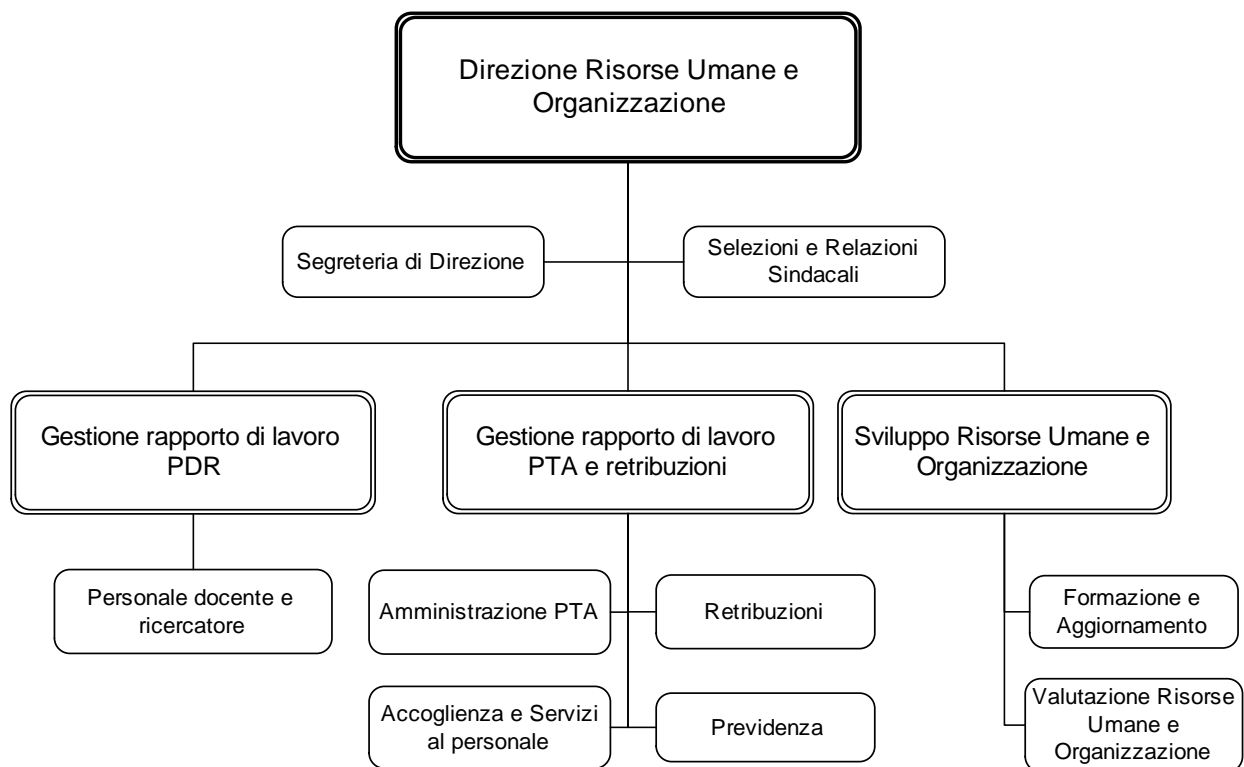 Direzione Risorse Umane e
Organizzazione
Segreteria di Direzione
Selezioni e Relazioni
Sindacali
Gestione rapporto di lavoro
PDR
Gestione rapporto di lavoro
PTA e retribuzioni
Sviluppo Risorse Umane e
Organizzazione
Personale docente e
ricercatore
Amministrazione PTA
Retribuzioni
Formazione e
Aggiornamento
Accoglienza e Servizi
al personale
Previdenza
Valutazione Risorse
Umane e
Organizzazione